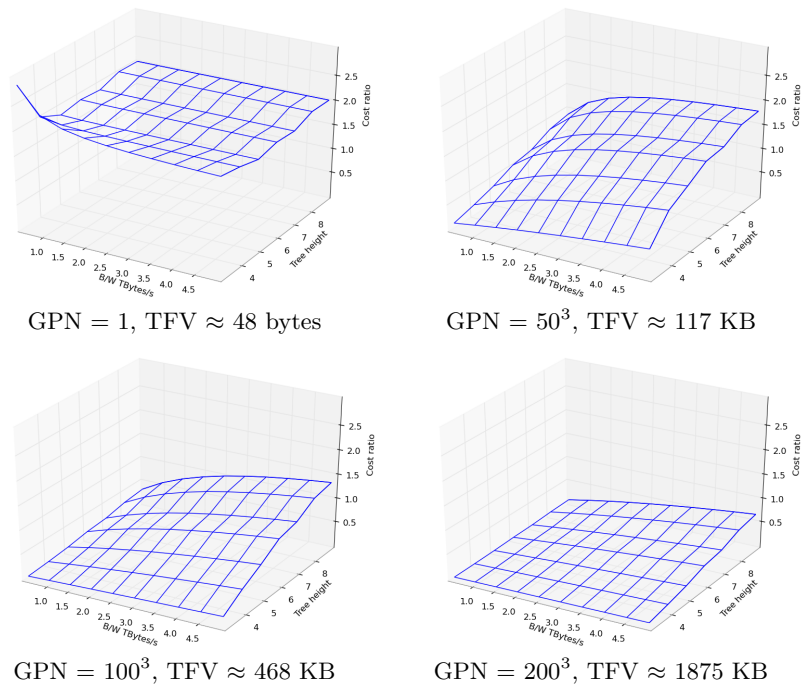 2.5
2.0
1.5
1.0
0.5
Cost ratio
8
7
6
5
4
Tree height
1.0 1.5 2.0 2.5 3.0 3.5 4.0 4.5
B/W TBytes/s
GPN = 1, TFV ≈ 48 bytes
2.5
2.0
1.5
1.0
0.5
Cost ratio
8
7
6
5
4
Tree height
1.0 1.5 2.0 2.5 3.0 3.5 4.0 4.5
B/W TBytes/s
GPN = 50³, TFV ≈ 117 KB
2.5
2.0
1.5
1.0
0.5
Cost ratio
8
7
6
5
4
Tree height
1.0 1.5 2.0 2.5 3.0 3.5 4.0 4.5
B/W TBytes/s
GPN = 100³, TFV ≈ 468 KB
2.5
2.0
1.5
1.0
0.5
Cost ratio
8
7
6
5
4
Tree height
1.0 1.5 2.0 2.5 3.0 3.5 4.0 4.5
B/W TBytes/s
GPN = 200³, TFV ≈ 1875 KB